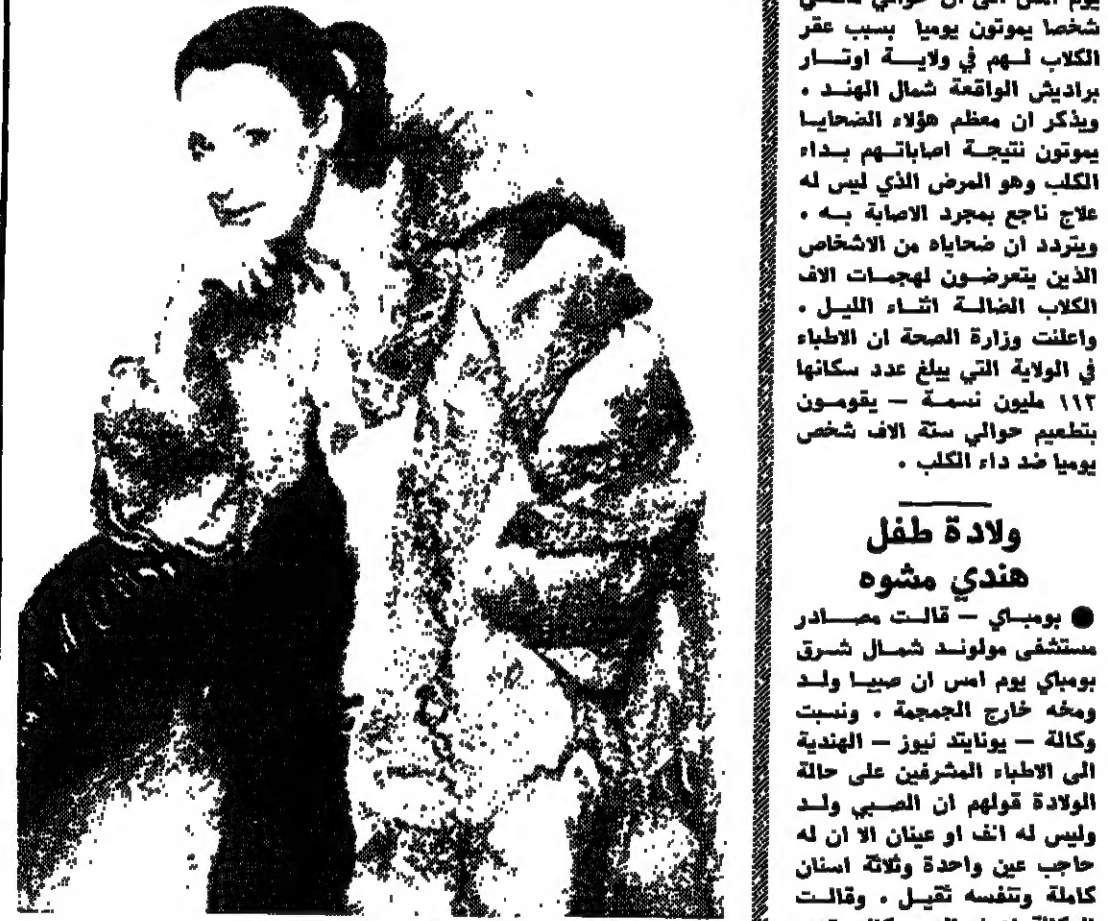 شخصا يموتون يوميا بسبب عقر
الكلاب لهم في ولاية اوتار
براديش الواقعة شمال الهند .
ويذكر ان معظم هؤلاء الضحايا
يموتون نتيجة اصاباتهم بداء
الكلب وهو المرض الذي ليس له
علاج ناجع بمجرد الاصابة به .
ويتردد ان ضحاياه من الاشخاص
الذين يتعرضون لهجمات الاف
الكلاب الضالة اثناء الليل .
واعلنت وزارة الصحة ان الاطباء
في الولاية التي يبلغ عدد سكانها
١١٢ مليون نسمة – يقومون
بتطعيم حوالي ستة الاف شخص
يوميا ضد داء الكلب .
ولادة طفل
هندي مشوه
● بومباي – قالت مصادر
مستشفى مولوند شمال شرق
بومباي يوم امس ان صبيا ولد
ومخه خارج الجمجمة . ونسبت
وكالة – يونايتد نيوز – الهندية
الى الاطباء المشرفين على حالة
الولادة قولهم ان الصبي ولد
وليس له انف او عينان الا ان له
حاجب عين واحدة وثلاثة اسنان
كاملة وتنفسه ثقيل . وقالت